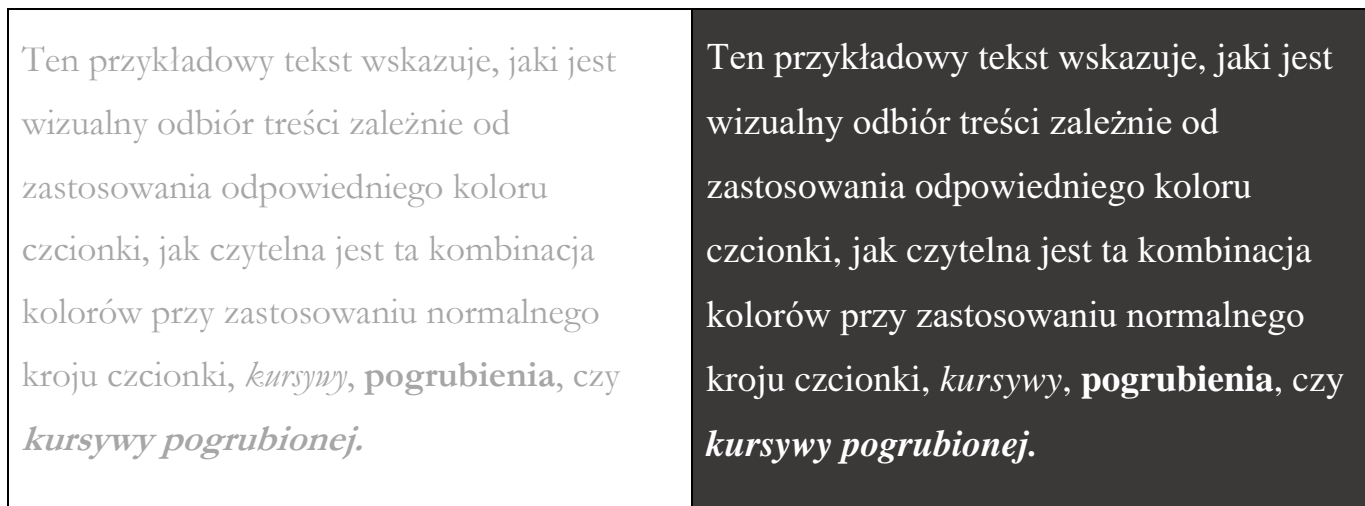 Ten przykładowy tekst wskazuje, jaki jest
wizualny odbiór treści zależnie od
zastosowania odpowiedniego koloru
czcionki, jak czytelna jest ta kombinacja
kolorów przy zastosowaniu normalnego
kroju czcionki, kursywy, pogrubienia, czy
kursywy pogrubionej.
Ten przykładowy tekst wskazuje, jaki jest
wizualny odbiór treści zależnie od
zastosowania odpowiedniego koloru
czcionki, jak czytelna jest ta kombinacja
kolorów przy zastosowaniu normalnego
kroju czcionki, kursywy, pogrubienia, czy
kursywy pogrubionej.